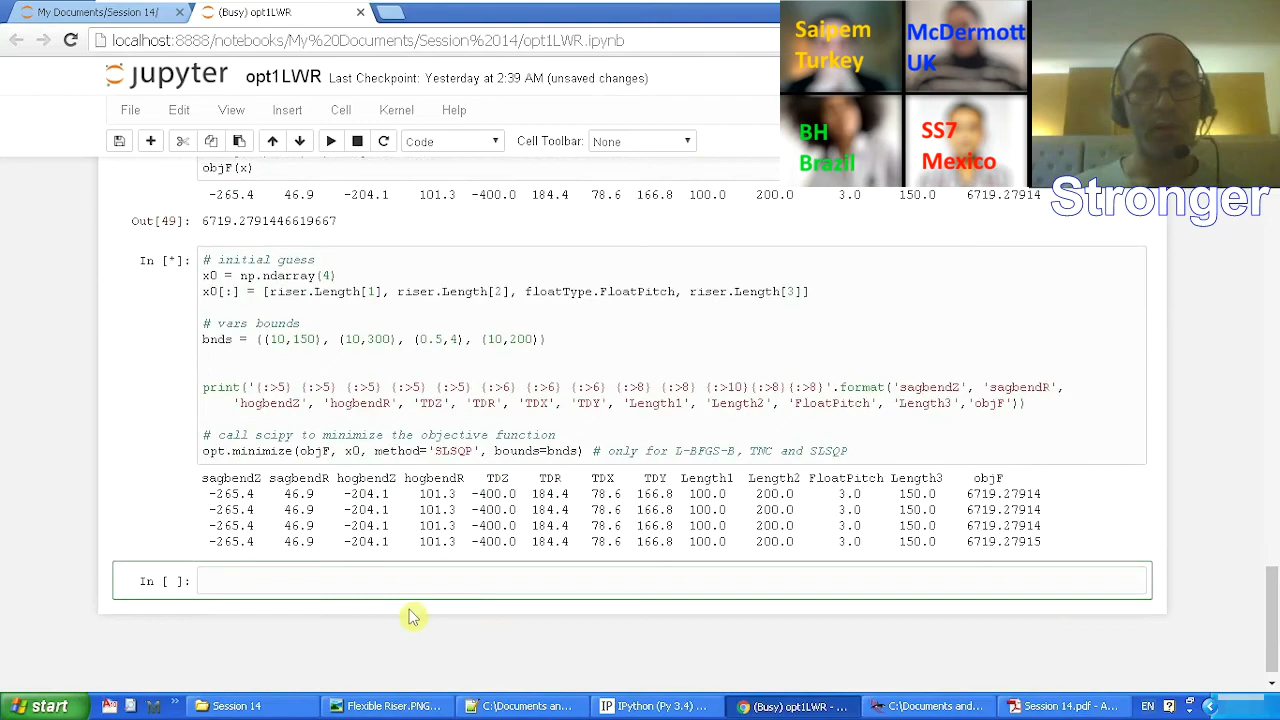 My Documents/Session 14/
(Busy) opt1LWR
ost:8888/
Documents/Session%2014/opt1LWR.ipynb
jupyter opt1LWR Last Checkpoint: Yesterday at 2:39 AM (unsaved changes)
File Edit View Insert Cell Kernel Help
Code Cell Toolbar: None
Saipem
Turkey
McDermott
UK
BH
Brazil
SS7
Mexico
Stronger
objF(x)
-265.4 46.9 -204.1 101.3 -400.0 184.4 78.6 166.8 100.0 200.0 3.0 150.0 6719.27914
Out[49]: 6719.2791446619667
In [*]: # initial guess
x0 = np.ndarray(4)
x0[:] = [riser.Length[1], riser.Length[2], floatType.FloatPitch, riser.Length[3]]
# vars bounds
bnds = ((10,150), (10,300), (0.5,4), (10,200))
print('{:>5} {:>5} {:>5} {:>5} {:>5} {:>6} {:>6} {:>6} {:>8} {:>8} {:>10}{:>8}{:>8}'.format('sagbendZ', 'sagbendR',
'hogbendZ', 'hogbendR', 'TDZ', 'TDR', 'TDX', 'TDY', 'Length1', 'Length2', 'FloatPitch', 'Length3','objF'))
# call scipy to minimize the objective function
opt.minimize(objF, x0, method='SLSQP', bounds=bnds) # only for L-BFGS-B, TNC and SLSQP
sagbendZ sagbendR hogbendZ hogbendR TDZ TDR TDX TDY Length1 Length2 FloatPitch Length3 objF
-265.4 46.9 -204.1 101.3 -400.0 184.4 78.6 166.8 100.0 200.0 3.0 150.0 6719.27914
-265.4 46.9 -204.1 101.3 -400.0 184.4 78.6 166.8 100.0 200.0 3.0 150.0 6719.27914
-265.4 46.9 -204.1 101.3 -400.0 184.4 78.6 166.8 100.0 200.0 3.0 150.0 6719.27914
-265.4 46.9 -204.1 101.3 -400.0 184.4 78.6 166.8 100.0 200.0 3.0 150.0 6719.27915
In [ ]:
start Session 14 Flexible Riser.PNG... C:\Documents and... IPython (Py 3.4) ... (Busy) opt1LWR - ... C:\Documents and... Session 14.pdf - A... EN